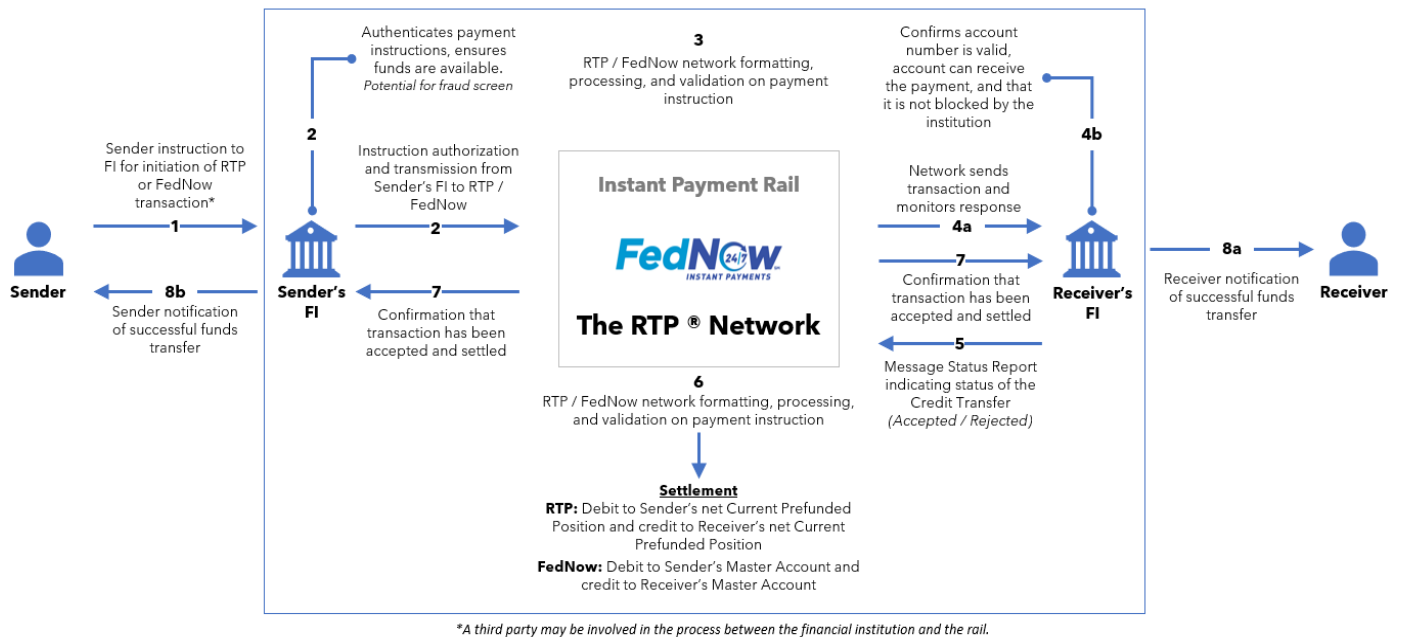 Authenticates payment
instructions, ensures
funds are available.
Potential for fraud screen
3
RTP / FedNow network formatting,
processing, and validation on payment
instruction
Confirms account
number is valid,
account can receive
the payment, and that
it is not blocked by the
institution
2
4b
Sender instruction to
FI for initiation of RTP
or FedNow
transaction*
1
Instruction authorization
and transmission from
Sender's FI to RTP /
FedNow
2
Instant Payment Rail
FedNow
24/7
SM
INSTANT PAYMENTS
The RTP ® Network
Network sends
transaction and
monitors response
4a
7
Confirmation that
transaction has been
accepted and settled
5
Message Status Report
indicating status of the
Credit Transfer
(Accepted / Rejected)
Sender
8b
Sender notification
of successful funds
transfer
Sender's
FI
7
Confirmation that
transaction has been
accepted and settled
Receiver's
FI
8a
Receiver notification
of successful funds
transfer
Receiver
6
RTP / FedNow network formatting, processing,
and validation on payment instruction
Settlement
RTP: Debit to Sender's net Current Prefunded
Position and credit to Receiver's net Current
Prefunded Position
FedNow: Debit to Sender's Master Account and
credit to Receiver's Master Account
*A third party may be involved in the process between the financial institution and the rail.